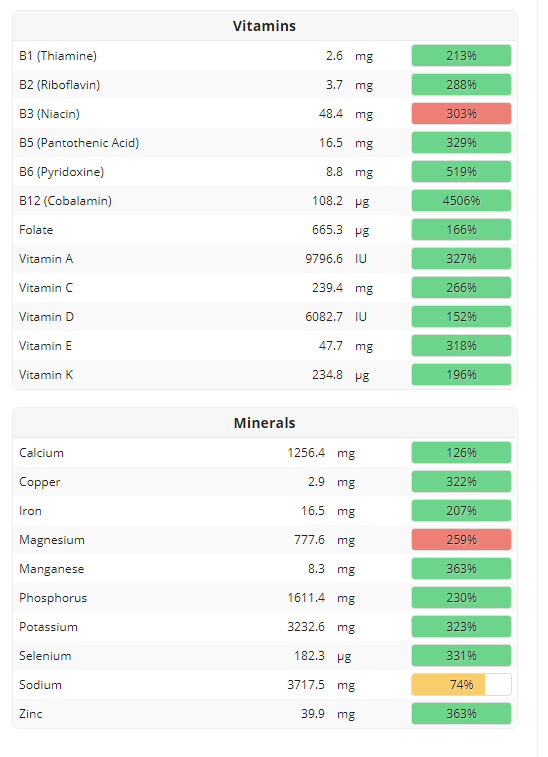 Vitamins
B1 (Thiamine) 2.6 mg 213%
B2 (Riboflavin) 3.7 mg 288%
B3 (Niacin) 48.4 mg 303%
B5 (Pantothenic Acid) 16.5 mg 329%
B6 (Pyridoxine) 8.8 mg 519%
B12 (Cobalamin) 108.2 µg 4506%
Folate 665.3 µg 166%
Vitamin A 9796.6 IU 327%
Vitamin C 239.4 mg 266%
Vitamin D 6082.7 IU 152%
Vitamin E 47.7 mg 318%
Vitamin K 234.8 µg 196%
Minerals
Calcium 1256.4 mg 126%
Copper 2.9 mg 322%
Iron 16.5 mg 207%
Magnesium 777.6 mg 259%
Manganese 8.3 mg 363%
Phosphorus 1611.4 mg 230%
Potassium 3232.6 mg 323%
Selenium 182.3 µg 331%
Sodium 3717.5 mg 74%
Zinc 39.9 mg 363%